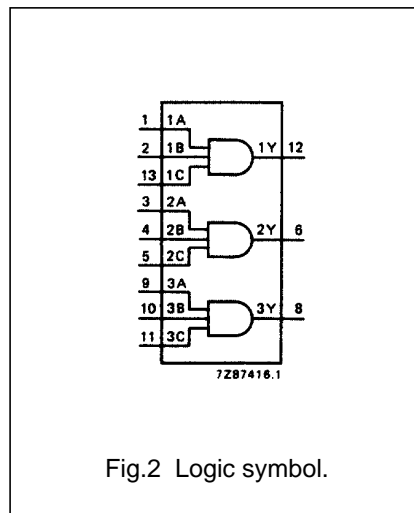 1 1A
2 1B 1Y 12
13 1C
3 2A
4 2B 2Y 6
5 2C
9 3A
10 3B 3Y 8
11 3C
7Z87416.1
Fig.2 Logic symbol.